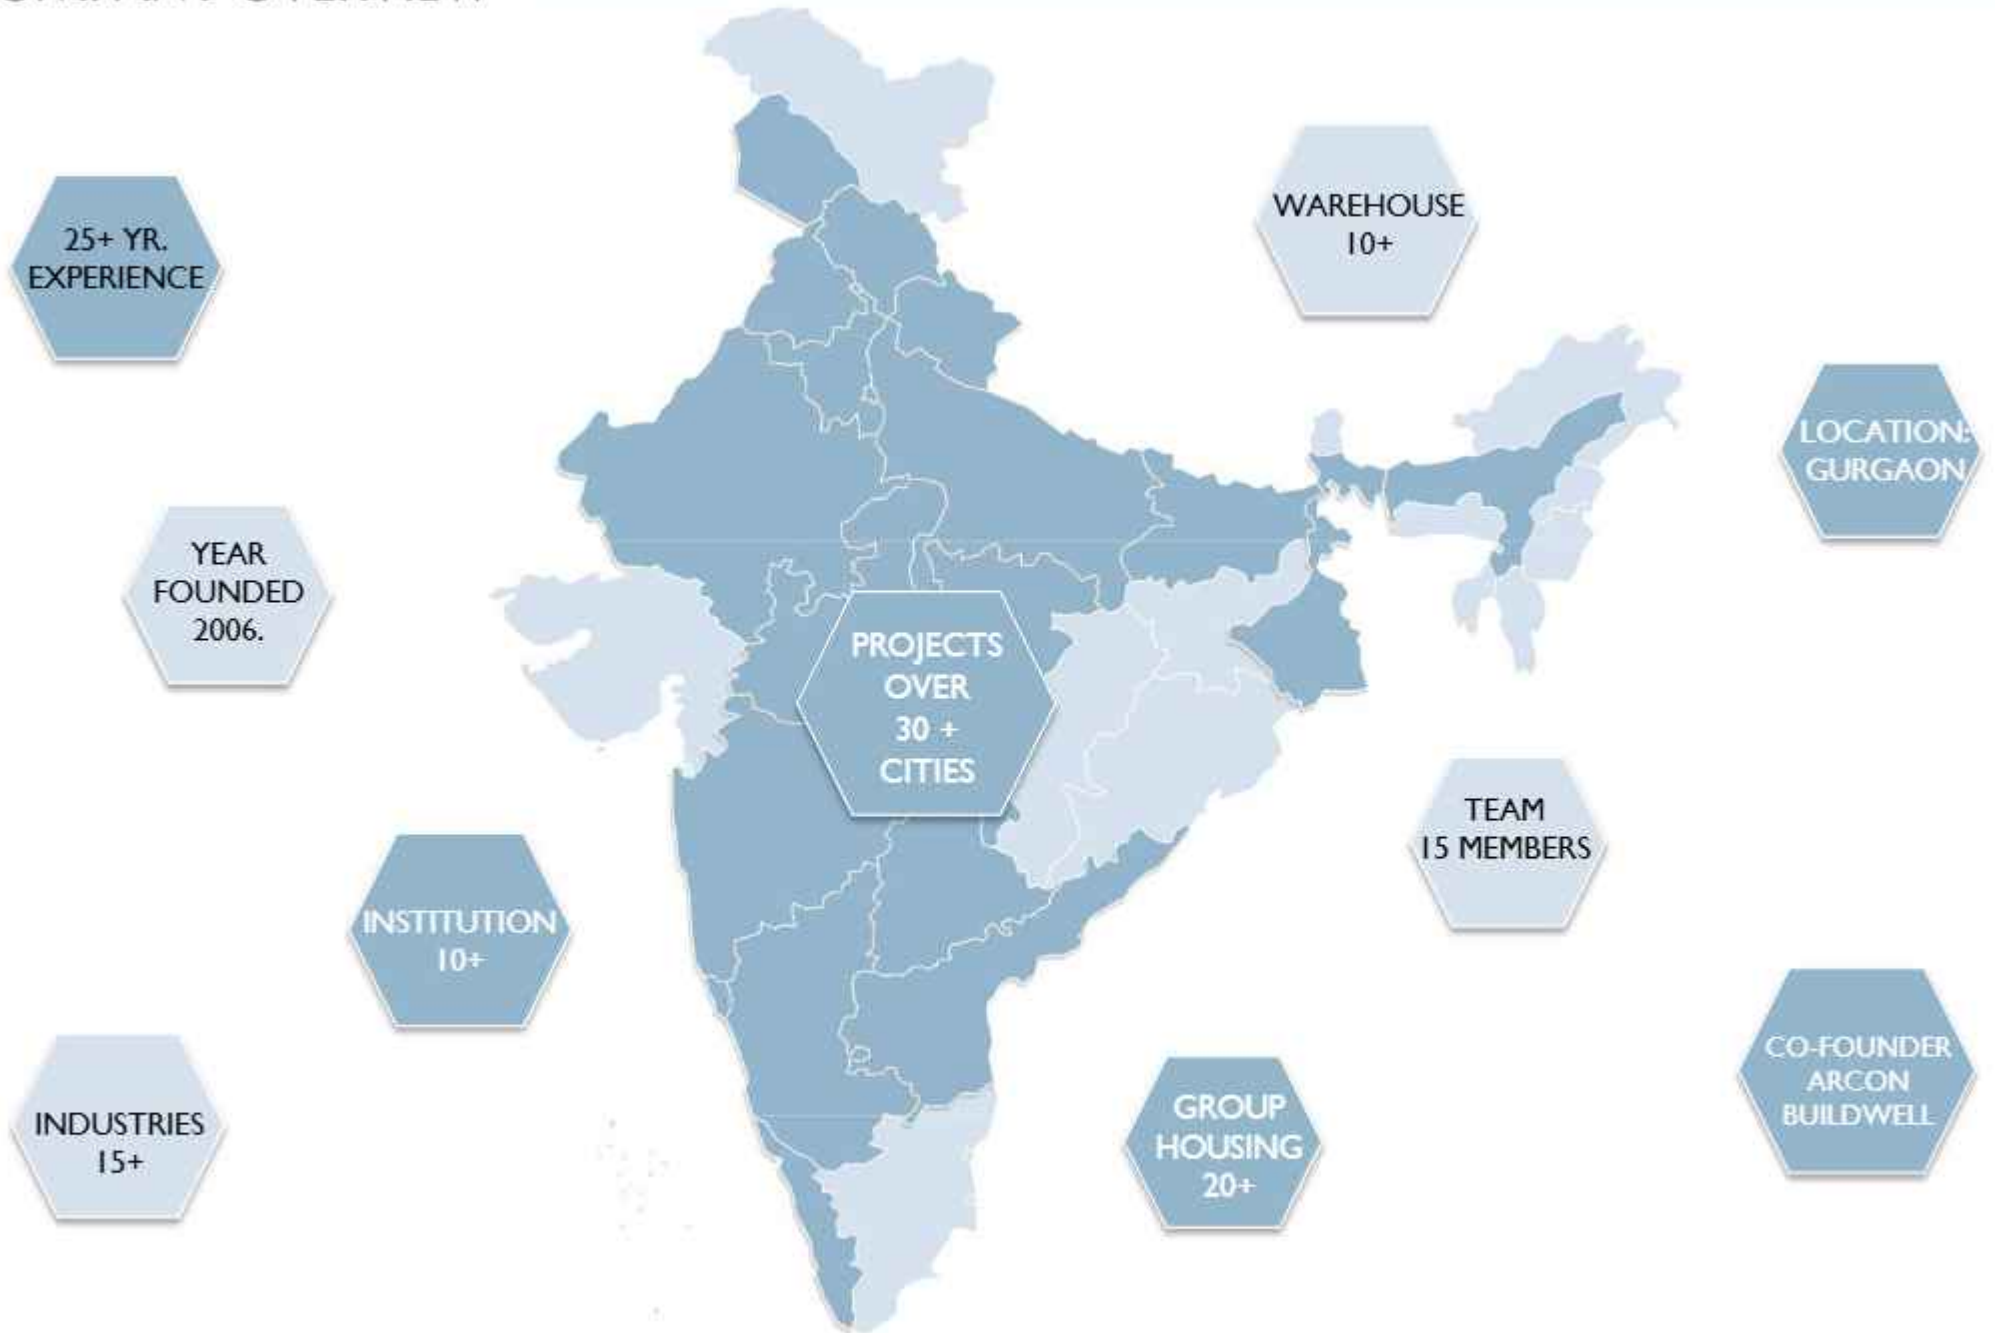 25+ YR.
EXPERIENCE
WAREHOUSE
10+
LOCATION:
GURGAON
YEAR
FOUNDED
2006.
PROJECTS
OVER
30 +
CITIES
TEAM
15 MEMBERS
INSTITUTION
10+
CO-FOUNDER
ARCON
BUILDWELL
INDUSTRIES
15+
GROUP
HOUSING
20+